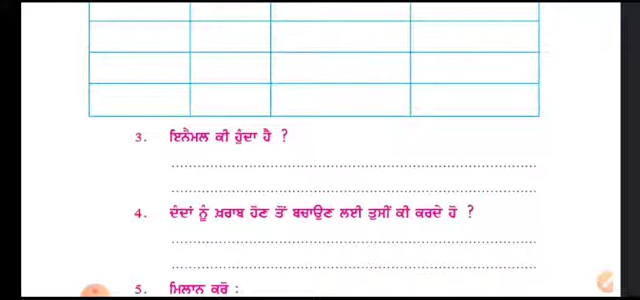 3. ਇਨੈਮਲ ਕੀ ਹੁੰਦਾ ਹੈ ?
4. ਦੰਦਾਂ ਨੂੰ ਖ਼ਰਾਬ ਹੋਣ ਤੋਂ ਬਚਾਉਣ ਲਈ ਤੁਸੀਂ ਕੀ ਕਰਦੇ ਹੋ ?
5. ਮਿਲਾਨ ਕਰੋ :